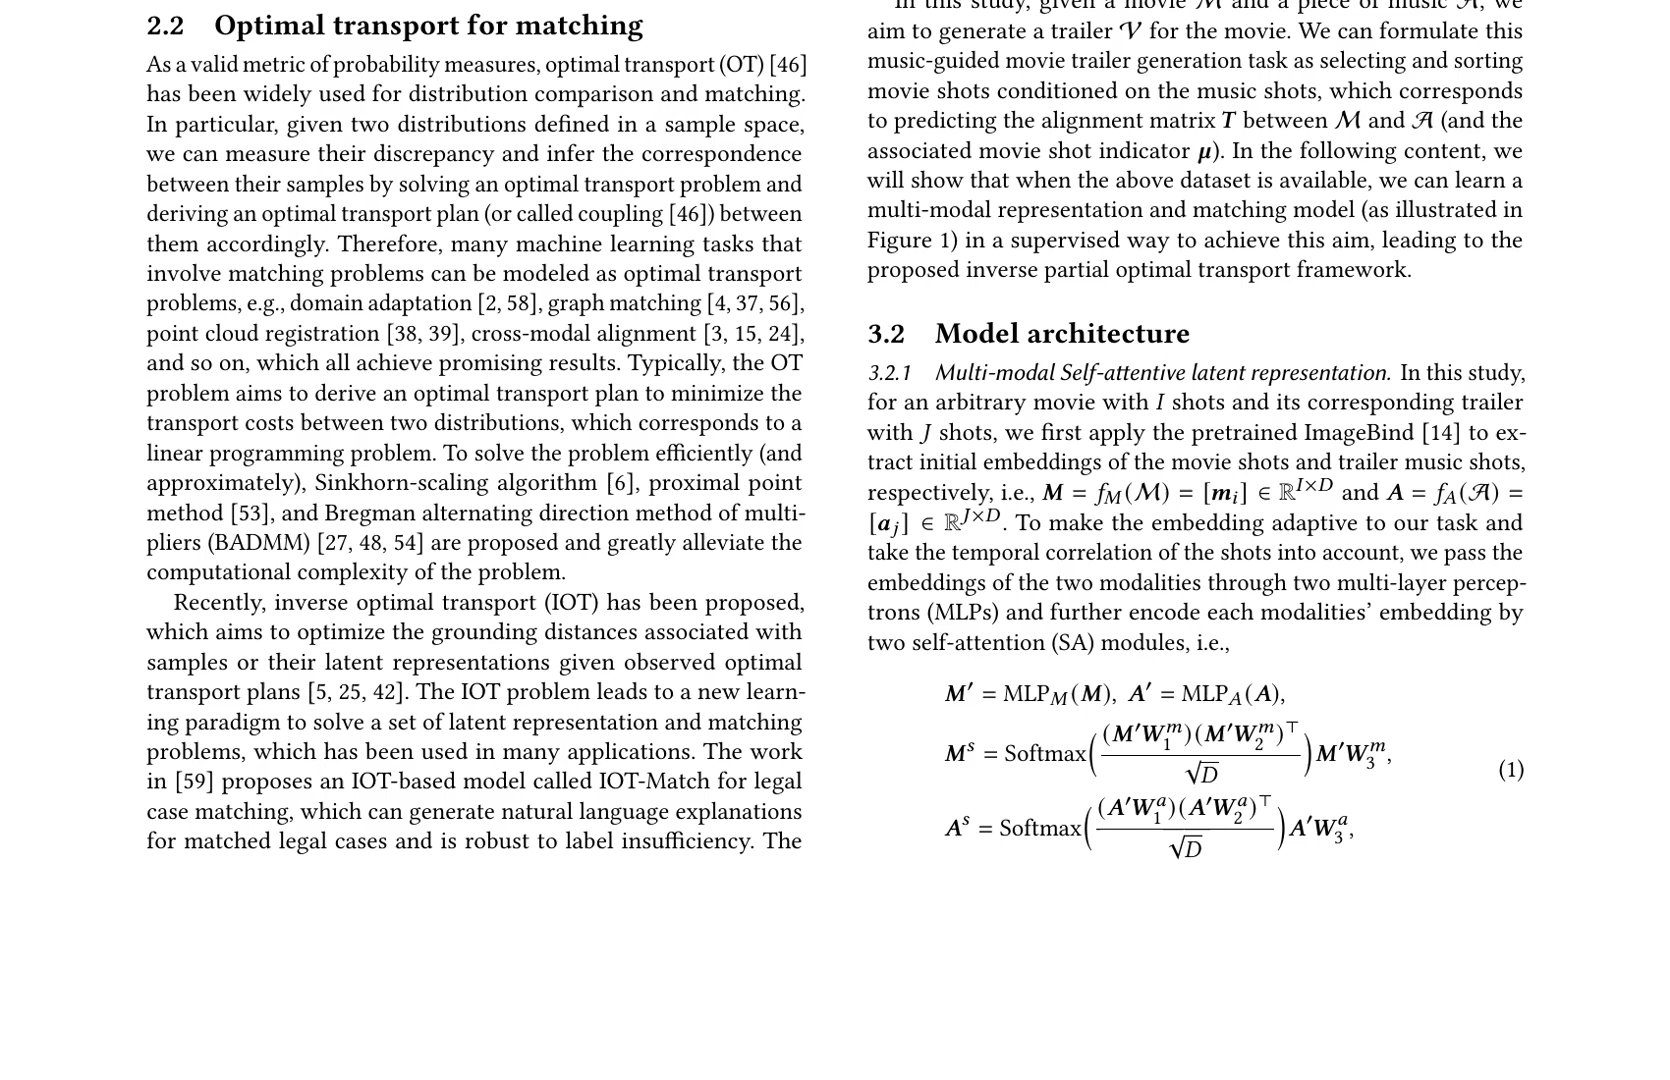 2.2 Optimal transport for matching
As a valid metric of probability measures, optimal transport (OT) [46]
has been widely used for distribution comparison and matching.
In particular, given two distributions defined in a sample space,
we can measure their discrepancy and infer the correspondence
between their samples by solving an optimal transport problem and
deriving an optimal transport plan (or called coupling [46]) between
them accordingly. Therefore, many machine learning tasks that
involve matching problems can be modeled as optimal transport
problems, e.g., domain adaptation [2, 58], graph matching [4, 37, 56],
point cloud registration [38, 39], cross-modal alignment [3, 15, 24],
and so on, which all achieve promising results. Typically, the OT
problem aims to derive an optimal transport plan to minimize the
transport costs between two distributions, which corresponds to a
linear programming problem. To solve the problem efficiently (and
approximately), Sinkhorn-scaling algorithm [6], proximal point
method [53], and Bregman alternating direction method of multi-
pliers (BADMM) [27, 48, 54] are proposed and greatly alleviate the
computational complexity of the problem.
Recently, inverse optimal transport (IOT) has been proposed,
which aims to optimize the grounding distances associated with
samples or their latent representations given observed optimal
transport plans [5, 25, 42]. The IOT problem leads to a new learn-
ing paradigm to solve a set of latent representation and matching
problems, which has been used in many applications. The work
in [59] proposes an IOT-based model called IOT-Match for legal
case matching, which can generate natural language explanations
for matched legal cases and is robust to label insufficiency. The
In this study, given a movie ℳ and a piece of music 𝒜, we
aim to generate a trailer 𝒱 for the movie. We can formulate this
music-guided movie trailer generation task as selecting and sorting
movie shots conditioned on the music shots, which corresponds
to predicting the alignment matrix T between ℳ and 𝒜 (and the
associated movie shot indicator μ). In the following content, we
will show that when the above dataset is available, we can learn a
multi-modal representation and matching model (as illustrated in
Figure 1) in a supervised way to achieve this aim, leading to the
proposed inverse partial optimal transport framework.
3.2 Model architecture
3.2.1 Multi-modal Self-attentive latent representation. In this study,
for an arbitrary movie with I shots and its corresponding trailer
with J shots, we first apply the pretrained ImageBind [14] to ex-
tract initial embeddings of the movie shots and trailer music shots,
respectively, i.e., M = f_M(ℳ) = [m_i] ∈ ℝ^{I×D} and A = f_A(𝒜) =
[a_j] ∈ ℝ^{J×D}. To make the embedding adaptive to our task and
take the temporal correlation of the shots into account, we pass the
embeddings of the two modalities through two multi-layer percep-
trons (MLPs) and further encode each modalities' embedding by
two self-attention (SA) modules, i.e.,
M′ = MLP_M(M), A′ = MLP_A(A),
M^s = Softmax((M′W_1^m)(M′W_2^m)^⊤ / √D) M′W_3^m,
(1)
A^s = Softmax((A′W_1^a)(A′W_2^a)^⊤ / √D) A′W_3^a,